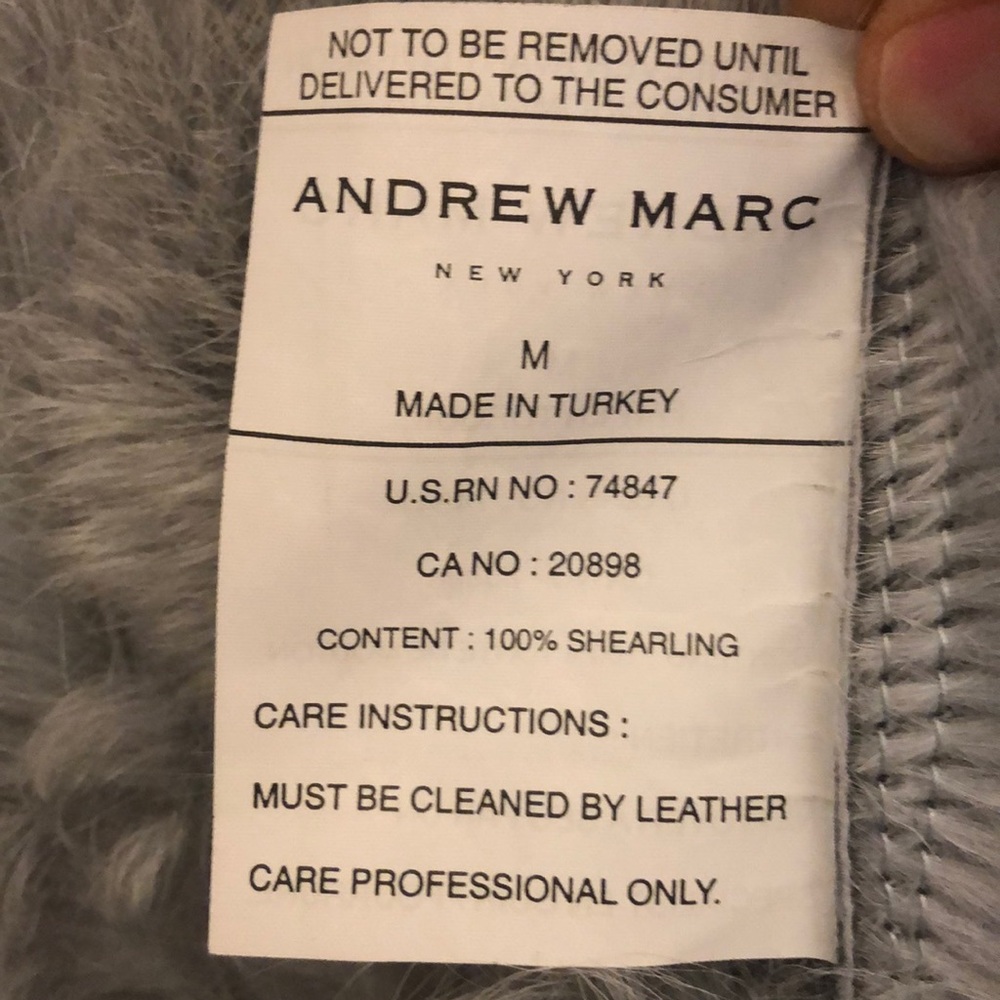 NOT TO BE REMOVED UNTIL
DELIVERED TO THE CONSUMER
ANDREW MARC
NEW YORK
M
MADE IN TURKEY
U.S.RN NO : 74847
CA NO : 20898
CONTENT : 100% SHEARLING
CARE INSTRUCTIONS :
MUST BE CLEANED BY LEATHER
CARE PROFESSIONAL ONLY.